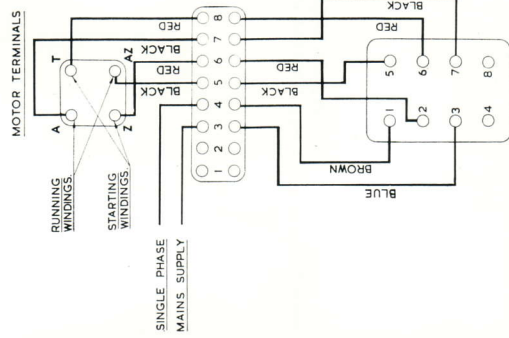 MOTOR TERMINALS
T
AZ
A
Z
RUNNING
WINDINGS.
STARTING
WINDINGS.
SINGLE PHASE
MAINS SUPPLY
RED
BLACK
RED
BLACK
8
7
6
5
4
3
2
1
BLACK
RED
RED
BLACK
BROWN
BLUE
5
6
7
8
1
2
3
4